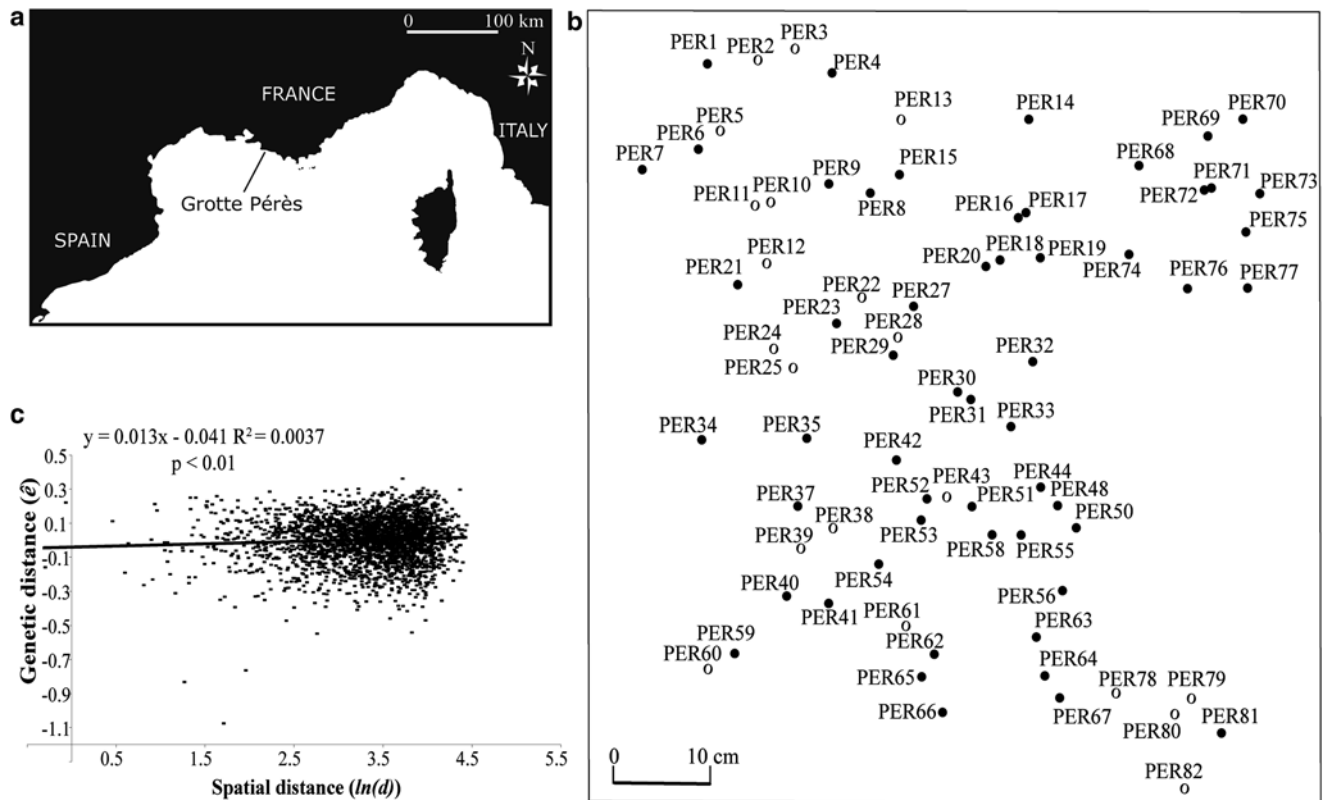 a
0 100 km
N
FRANCE
ITALY
Grotte Pérès
SPAIN
b
PER1
PER2
PER3
PER4
PER13
PER14
PER70
PER69
PER5
PER6
PER7
PER9
PER15
PER68
PER71
PER73
PER72
PER11
PER10
PER8
PER16
PER17
PER75
PER12
PER20
PER18
PER19
PER74
PER76
PER77
PER21
PER22
PER27
PER23
PER28
PER24
PER29
PER25
PER32
PER30
PER31
PER33
PER34
PER35
PER42
PER52
PER43
PER51
PER44
PER48
PER37
PER38
PER53
PER50
PER39
PER58
PER55
PER40
PER54
PER41
PER56
PER61
PER63
PER59
PER60
PER62
PER64
PER65
PER78
PER79
PER66
PER67
PER80
PER81
PER82
0 10 cm
c
y = 0.013x - 0.041 R² = 0.0037
p < 0.01
Genetic distance (ê)
0.5
0.3
0.1
-0.1
-0.3
-0.5
-0.7
-0.9
-1.1
0.5 1.5 2.5 3.5 4.5 5.5
Spatial distance (ln(d))